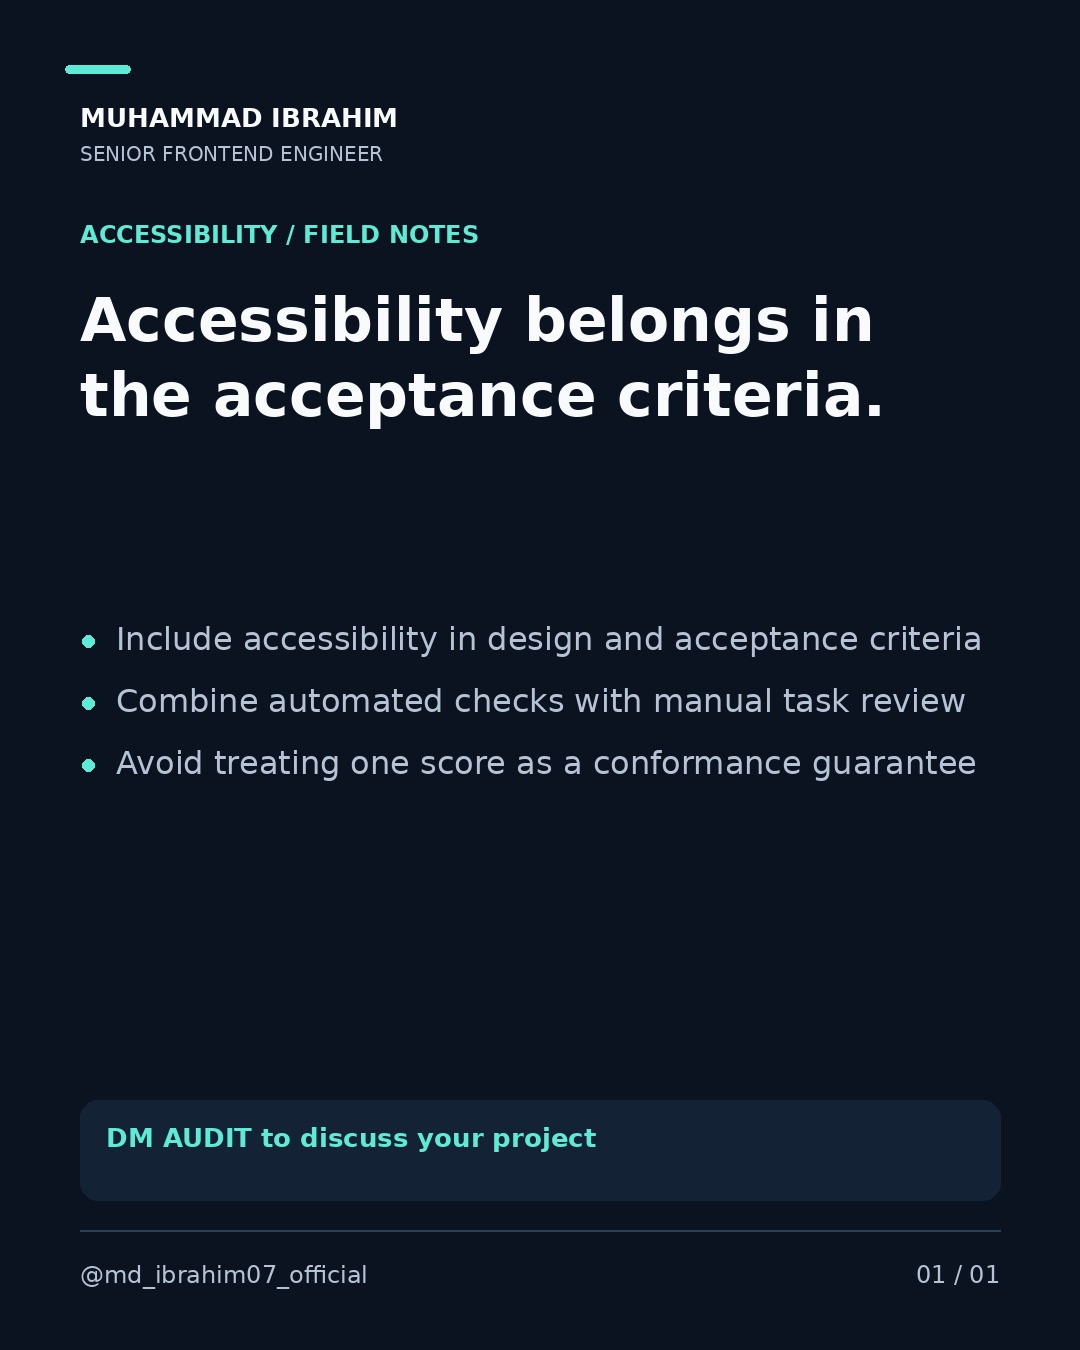 MUHAMMAD IBRAHIM
SENIOR FRONTEND ENGINEER
ACCESSIBILITY / FIELD NOTES
Accessibility belongs in
the acceptance criteria.
Include accessibility in design and acceptance criteria
Combine automated checks with manual task review
Avoid treating one score as a conformance guarantee
DM AUDIT to discuss your project
@md_ibrahim07_official
01 / 01